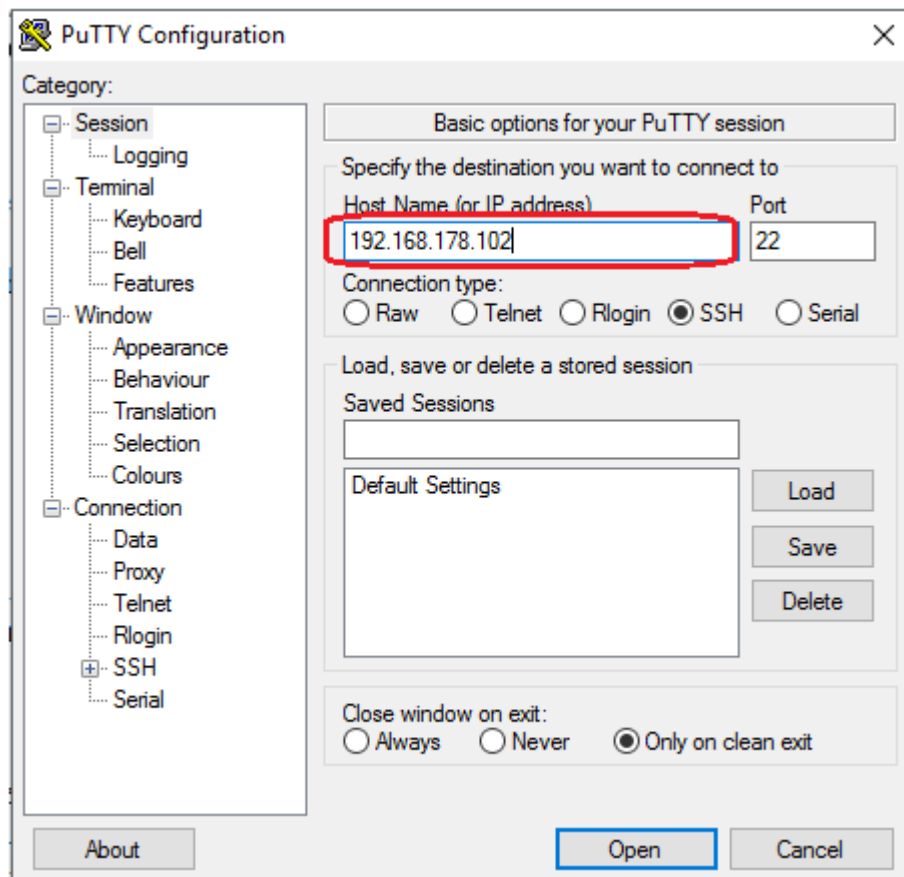 PuTTY Configuration
Category:
Session
Logging
Terminal
Keyboard
Bell
Features
Window
Appearance
Behaviour
Translation
Selection
Colours
Connection
Data
Proxy
Telnet
Rlogin
SSH
Serial
Basic options for your PuTTY session
Specify the destination you want to connect to
Host Name (or IP address) Port
192.168.178.102 22
Connection type:
Raw Telnet Rlogin SSH Serial
Load, save or delete a stored session
Saved Sessions
Default Settings
Load
Save
Delete
Close window on exit:
Always Never Only on clean exit
About Open Cancel